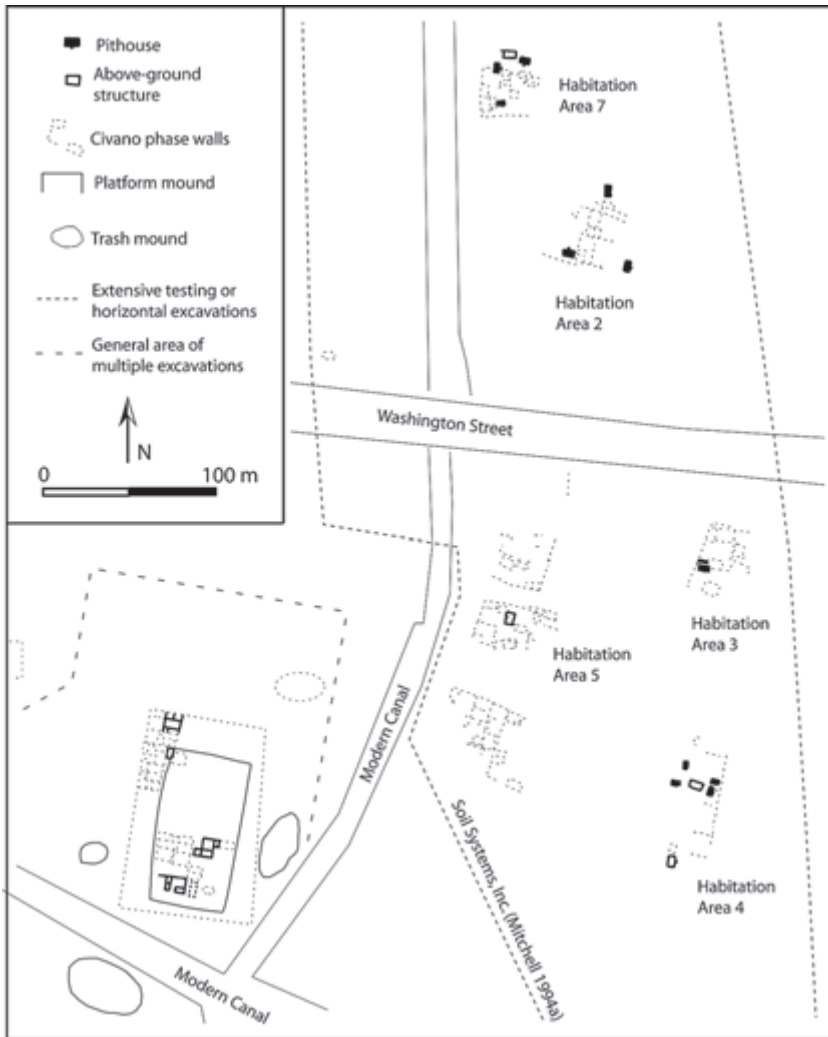 Pithouse
Above-ground
structure
Civano phase walls
Platform mound
Trash mound
Extensive testing or
horizontal excavations
General area of
multiple excavations
N
0 100 m
Habitation
Area 7
Habitation
Area 2
Washington Street
Habitation
Area 3
Habitation
Area 5
Modern Canal
Soil Systems, Inc. (Mitchell 1994a)
Habitation
Area 4
Modern Canal